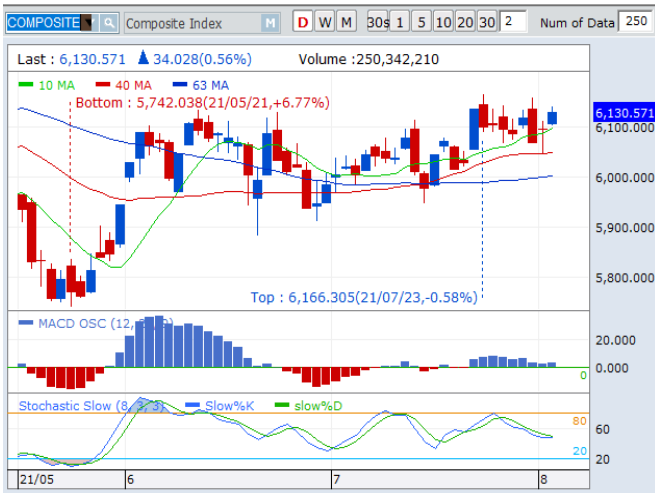 COMPOSITE Composite Index M D W M 30s 1 5 10 20 30 2 Num of Data 250
Last : 6,130.571 ▲ 34.028(0.56%) Volume :250,342,210
10 MA 40 MA 63 MA
Bottom : 5,742.038(21/05/21,+6.77%)
6,130.571
6,100.000
6,000.000
5,900.000
5,800.000
Top : 6,166.305(21/07/23,-0.58%)
MACD OSC (12,
20.000
0.000
0
Stochastic Slow (8, 3, 3) Slow%K slow%D
80
60
20
20
21/05 6 7 8